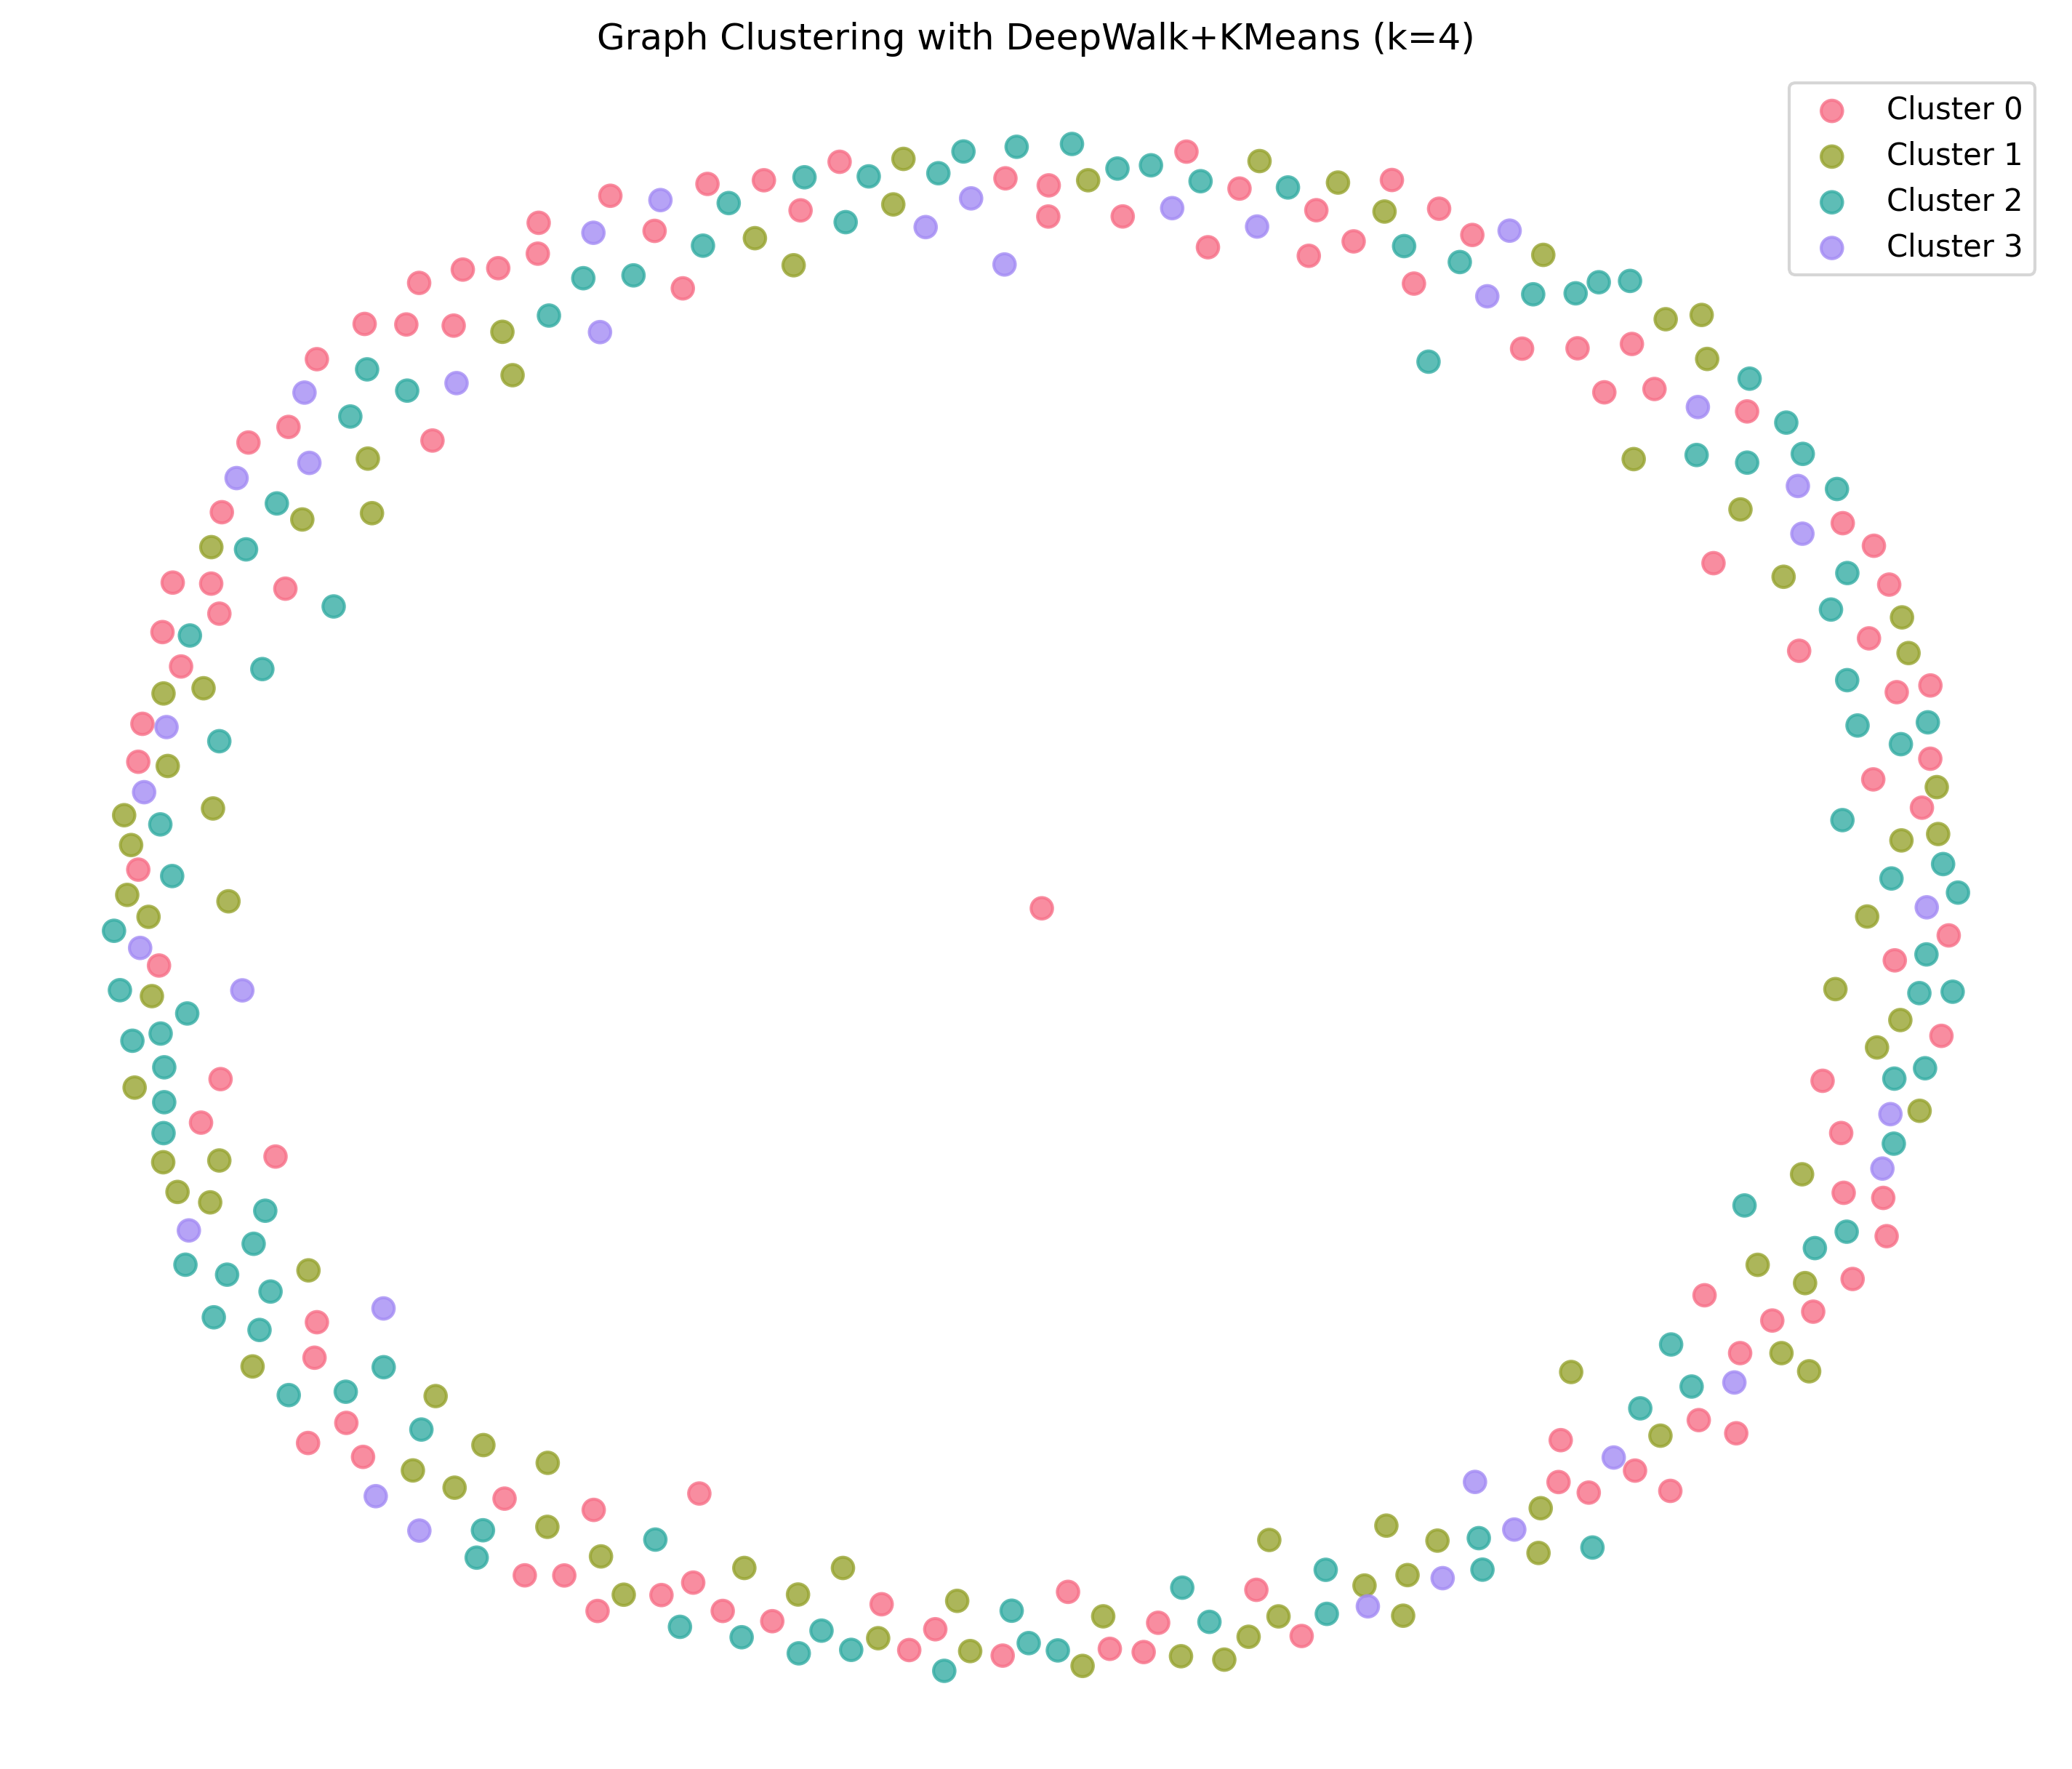 Graph Clustering with DeepWalk+KMeans (k=4)
Cluster 0
Cluster 1
Cluster 2
Cluster 3